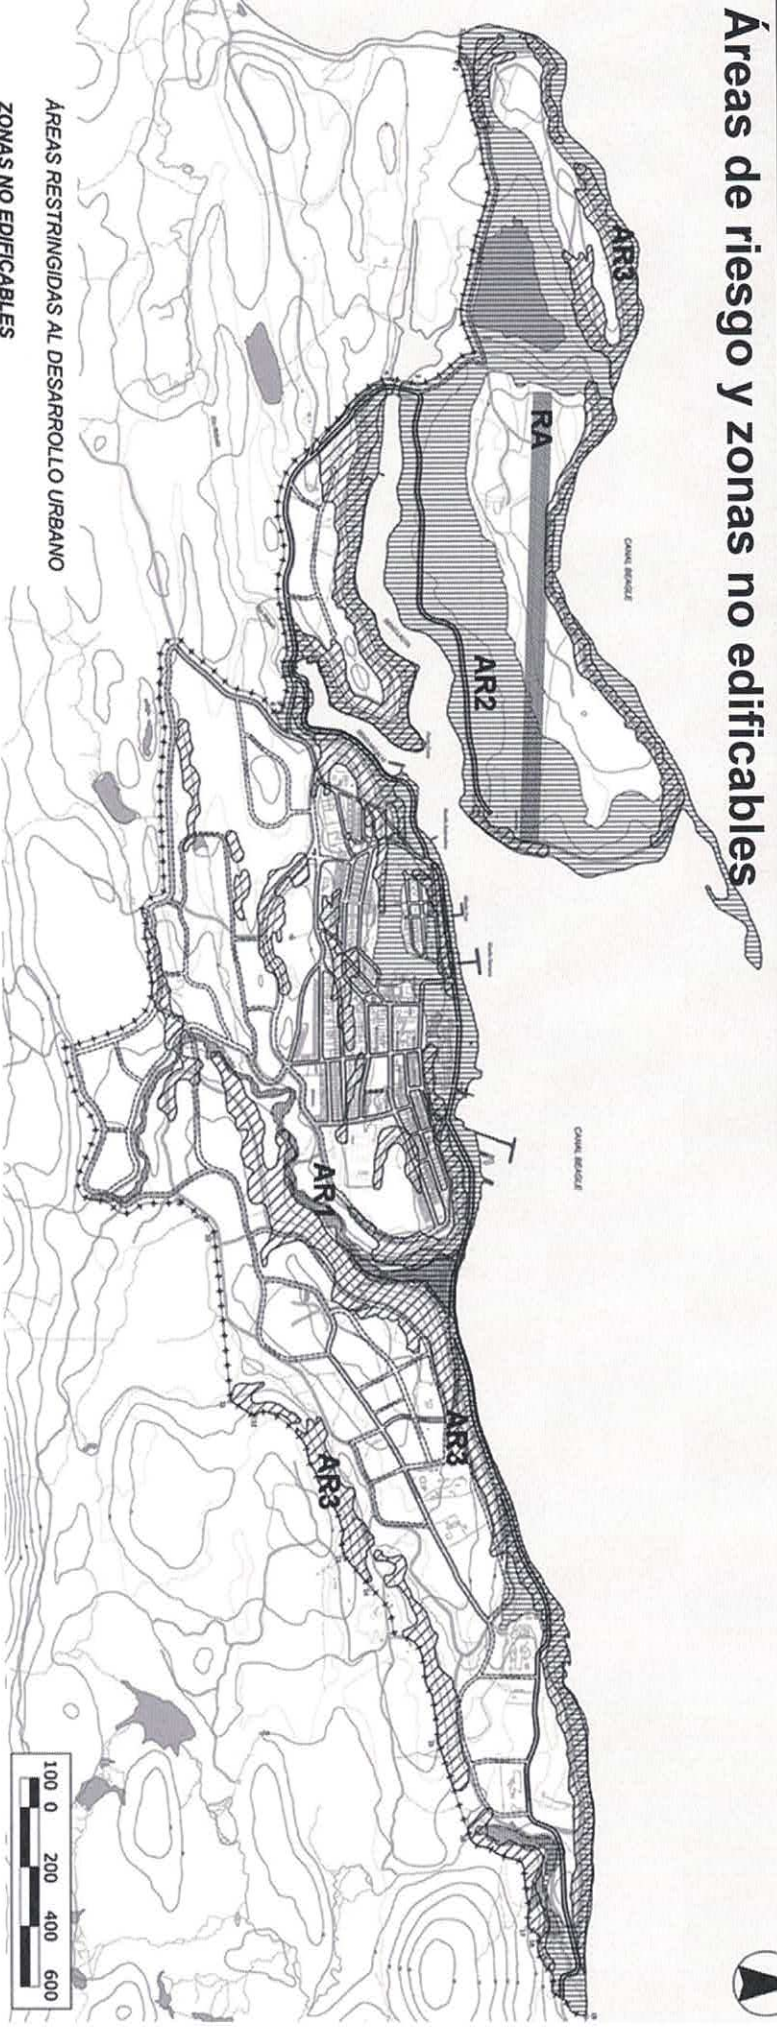 Áreas de riesgo y zonas no edificables
AR3
CANAL BEAGLE
RA
AR2
CANAL BEAGLE
AR1
AR3
AR3
ÁREAS RESTRINGIDAS AL DESARROLLO URBANO
ZONAS NO EDIFICABLES
100 0 200 400 600